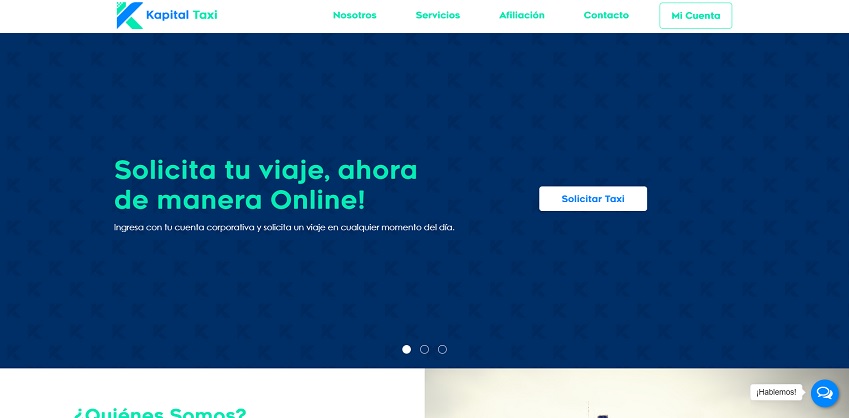 Kapital Taxi
Nosotros
Servicios
Afiliación
Contacto
Mi Cuenta
Solicita tu viaje, ahora
de manera Online!
Ingresa con tu cuenta corporativa y solicita un viaje en cualquier momento del día.
Solicitar Taxi
¿Quiénes Somos?
¡Hablemos!